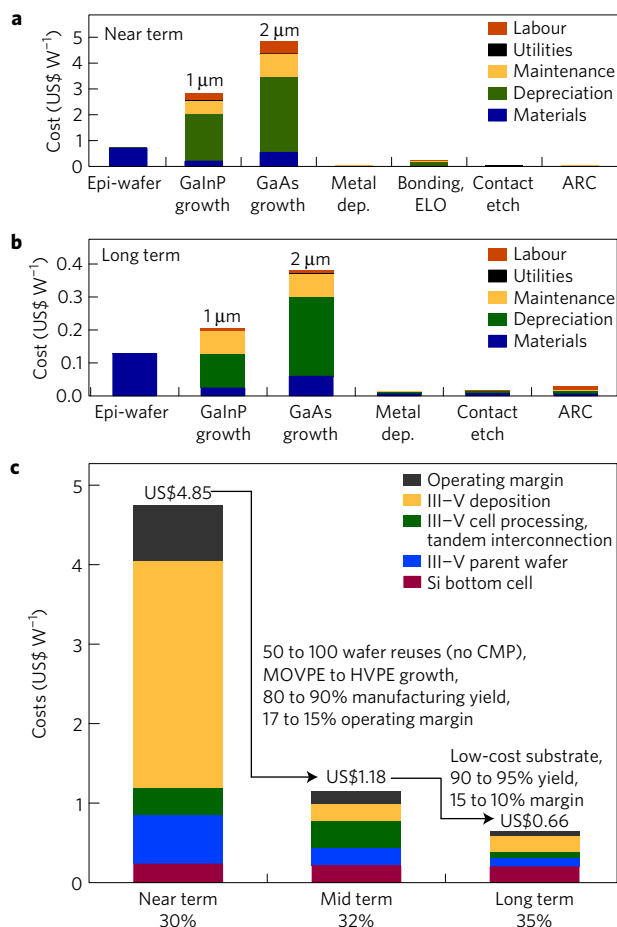 a
Near term
5
4
3
2
1
0
Cost (US$ W⁻¹)
1 µm
2 µm
Labour
Utilities
Maintenance
Depreciation
Materials
Epi-wafer
GaInP
growth
GaAs
growth
Metal
dep.
Bonding,
ELO
Contact
etch
ARC
b
Long term
0.4
0.3
0.2
0.1
0.0
Cost (US$ W⁻¹)
1 µm
2 µm
Labour
Utilities
Maintenance
Depreciation
Materials
Epi-wafer
GaInP
growth
GaAs
growth
Metal
dep.
Contact
etch
ARC
c
5
4
3
2
1
0
Costs (US$ W⁻¹)
Operating margin
III–V deposition
III–V cell processing,
tandem interconnection
III–V parent wafer
Si bottom cell
US$4.85
50 to 100 wafer reuses (no CMP),
MOVPE to HVPE growth,
80 to 90% manufacturing yield,
17 to 15% operating margin
US$1.18
Low-cost substrate,
90 to 95% yield,
15 to 10% margin
US$0.66
Near term
30%
Mid term
32%
Long term
35%